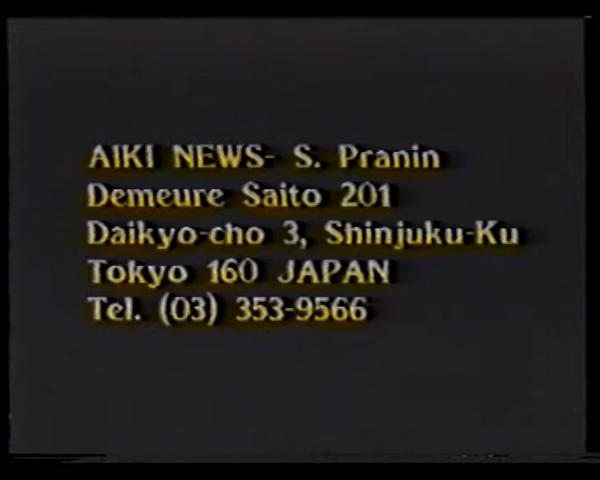 AIKI NEWS- S. Pranin
Demeure Saito 201
Daikyo-cho 3, Shinjuku-Ku
Tokyo 160 JAPAN
Tel. (03) 353-9566